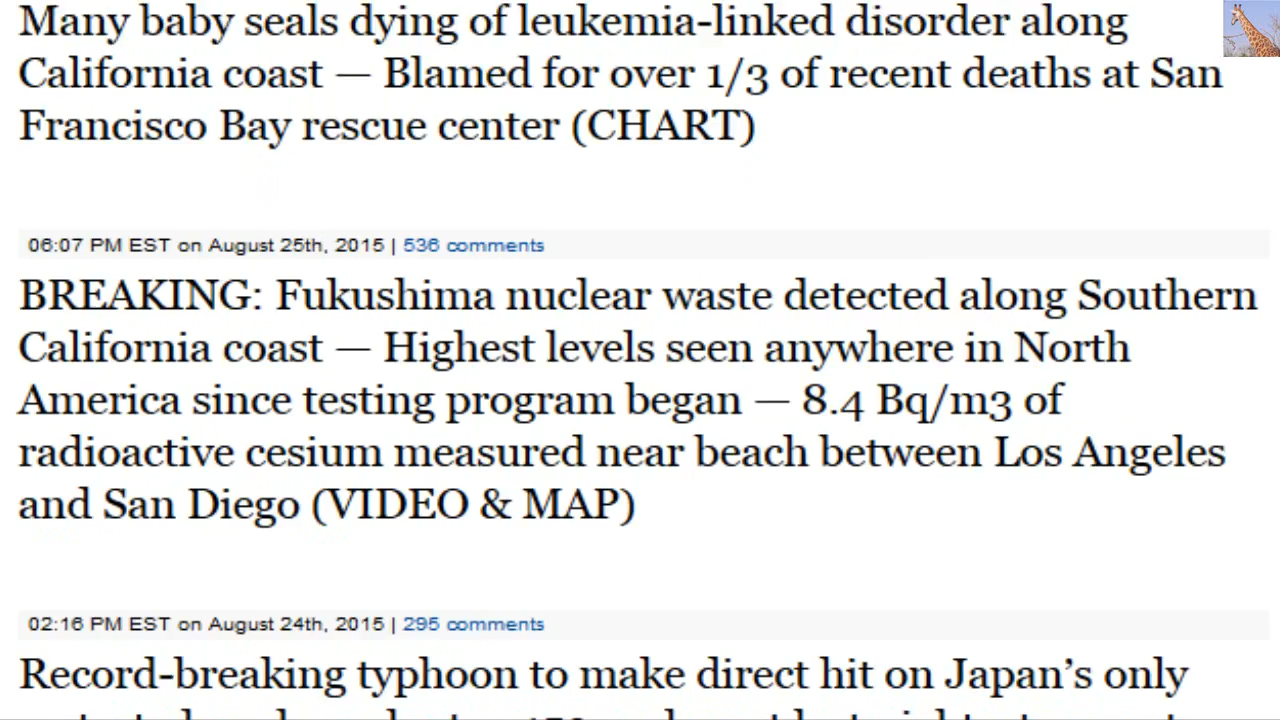 Many baby seals dying of leukemia-linked disorder along
California coast — Blamed for over 1/3 of recent deaths at San
Francisco Bay rescue center (CHART)
06:07 PM EST on August 25th, 2015 | 536 comments
BREAKING: Fukushima nuclear waste detected along Southern
California coast — Highest levels seen anywhere in North
America since testing program began — 8.4 Bq/m3 of
radioactive cesium measured near beach between Los Angeles
and San Diego (VIDEO & MAP)
02:16 PM EST on August 24th, 2015 | 295 comments
Record-breaking typhoon to make direct hit on Japan’s only